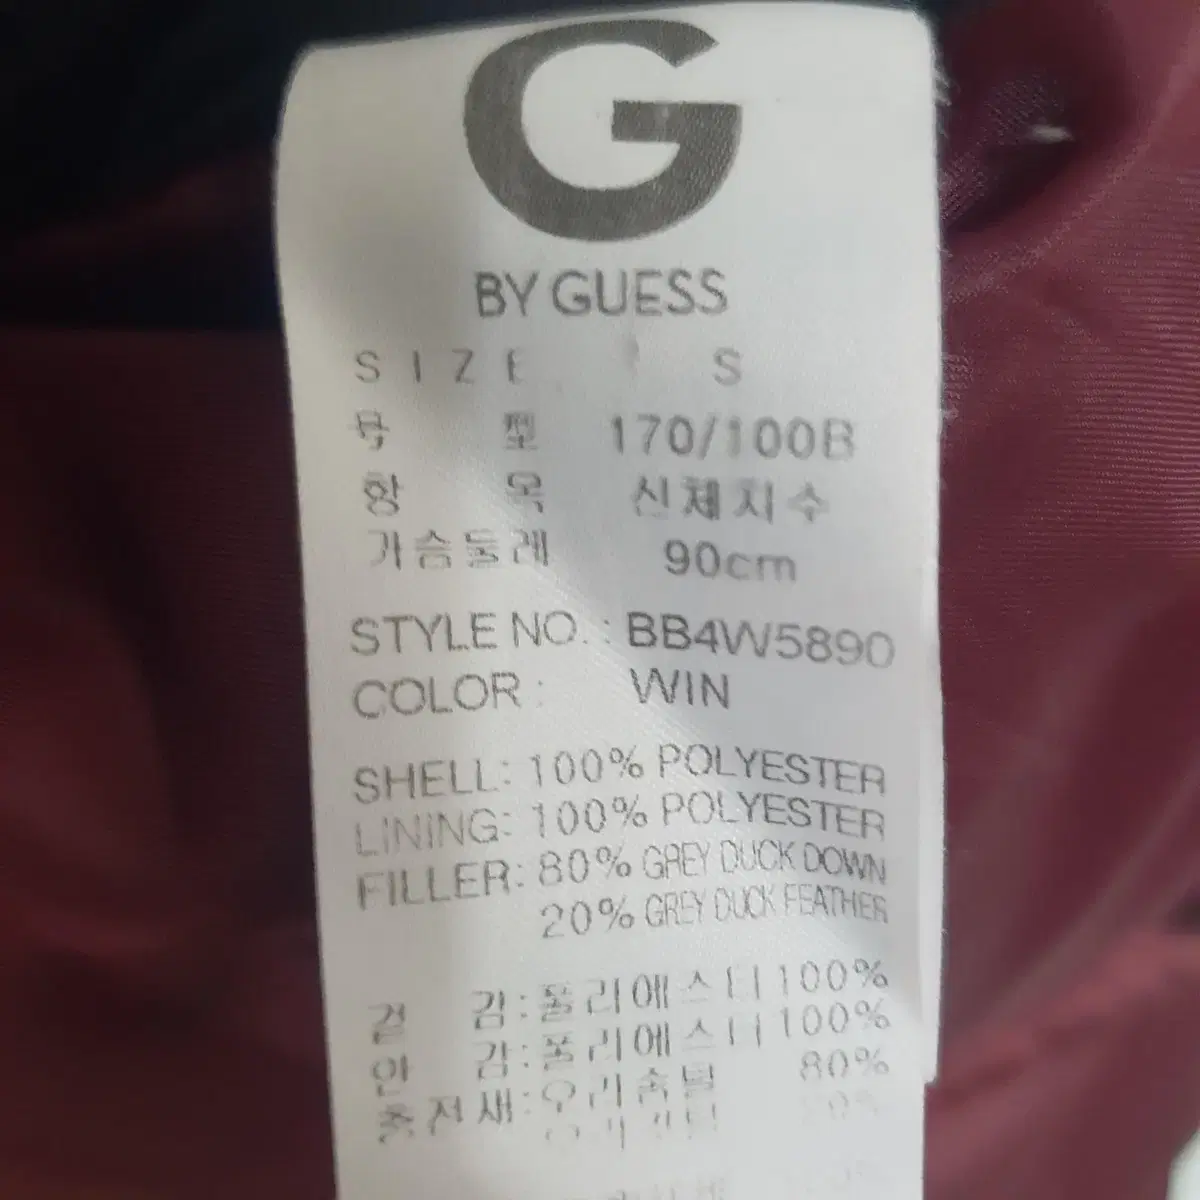 G
BY GUESS
SIZE S
유 형 170/100B
항 목 신체치수
가슴둘레 90cm
STYLE NO. : BB4W5890
COLOR : WIN
SHELL: 100% POLYESTER
LINING: 100% POLYESTER
FILLER: 80% GREY DUCK DOWN
20% GREY DUCK FEATHER
겉 감:폴리에스터100%
안 감:폴리에스터100%
충전재:오리솜털 80%
20%